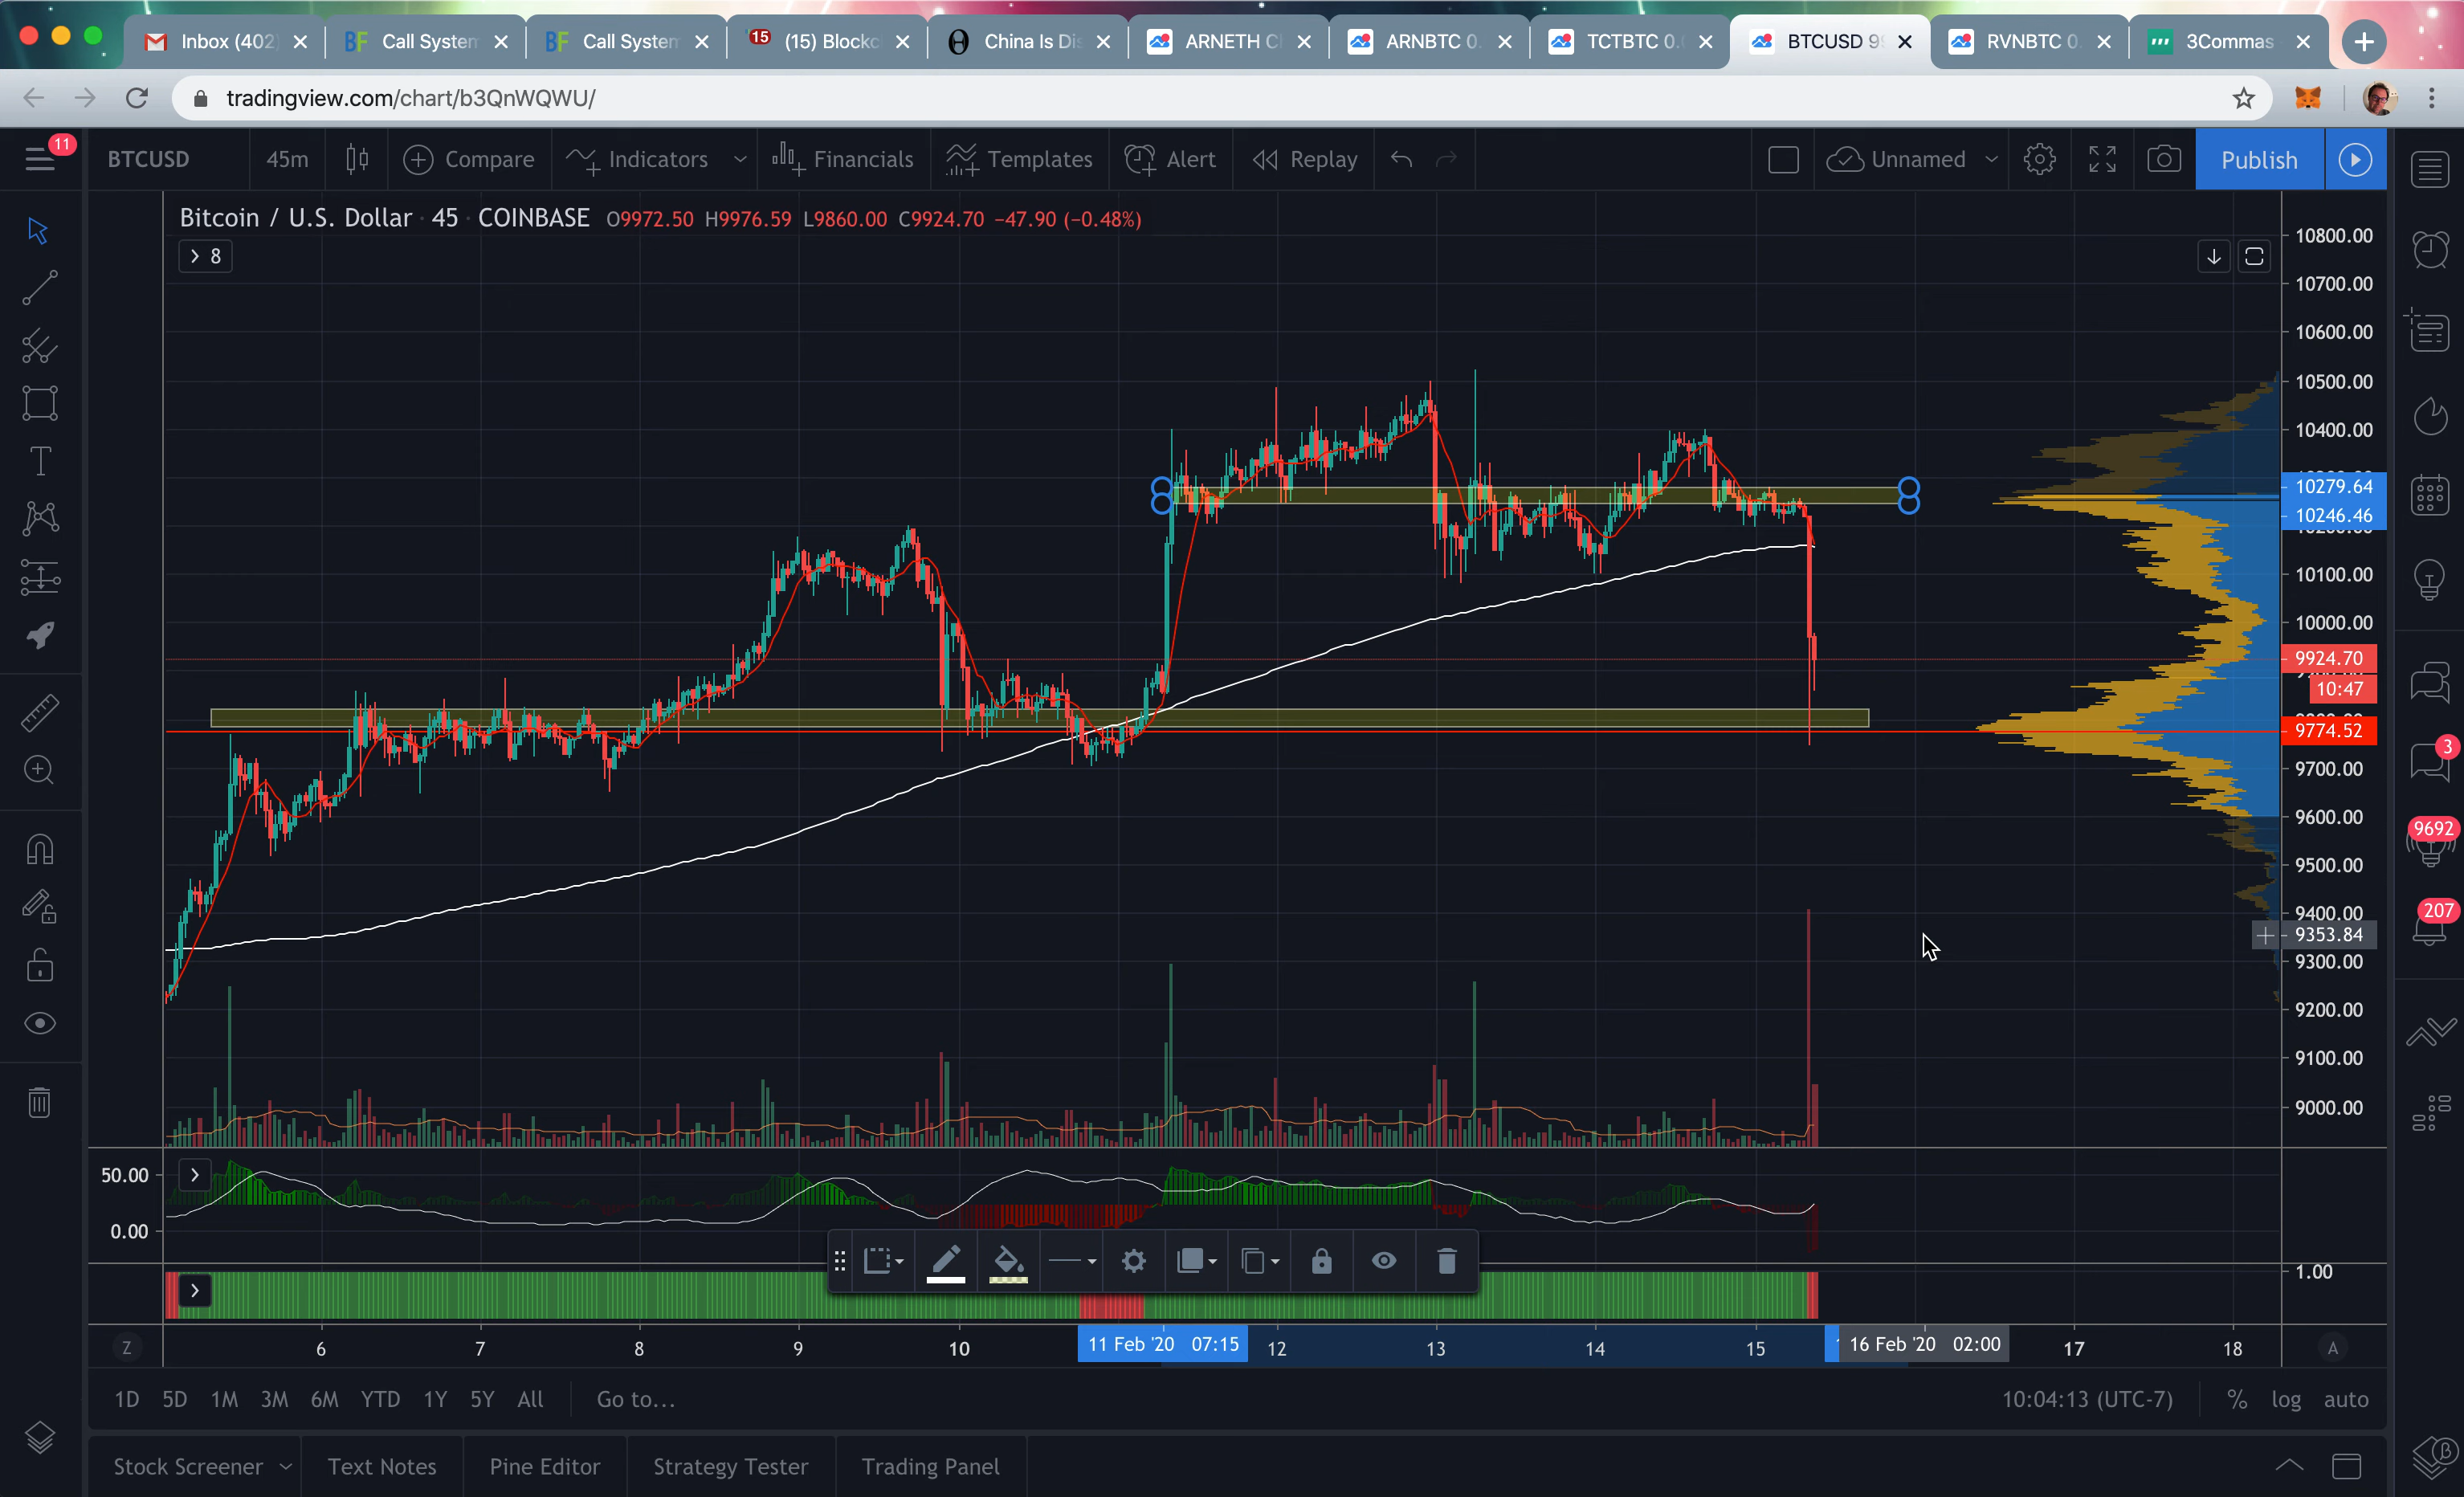 Inbox (402
Call System
Call System
15
(15) Blockc
China Is Dis
ARNETH C
ARNBTC 0.
TCTBTC 0.
BTCUSD 9
RVNBTC 0
3Commas
tradingview.com/chart/b3QnWQWU/
11
BTCUSD
45m
Compare
Indicators
Financials
Templates
Alert
Replay
Unnamed
Publish
Bitcoin / U.S. Dollar · 45 · COINBASE O9972.50 H9976.59 L9860.00 C9924.70 −47.90 (−0.48%)
8
10800.00
10700.00
10600.00
10500.00
10400.00
10279.64
10246.46
10100.00
10000.00
9924.70
10:47
9774.52
9700.00
9600.00
9500.00
9400.00
9353.84
9300.00
9200.00
9100.00
9000.00
3
9692
207
50.00
0.00
1.00
Z
6
7
8
9
10
11 Feb '20 07:15
12
13
14
15
16 Feb '20 02:00
17
18
A
1D 5D 1M 3M 6M YTD 1Y 5Y All
Go to...
10:04:13 (UTC-7)
% log auto
Stock Screener
Text Notes
Pine Editor
Strategy Tester
Trading Panel
β